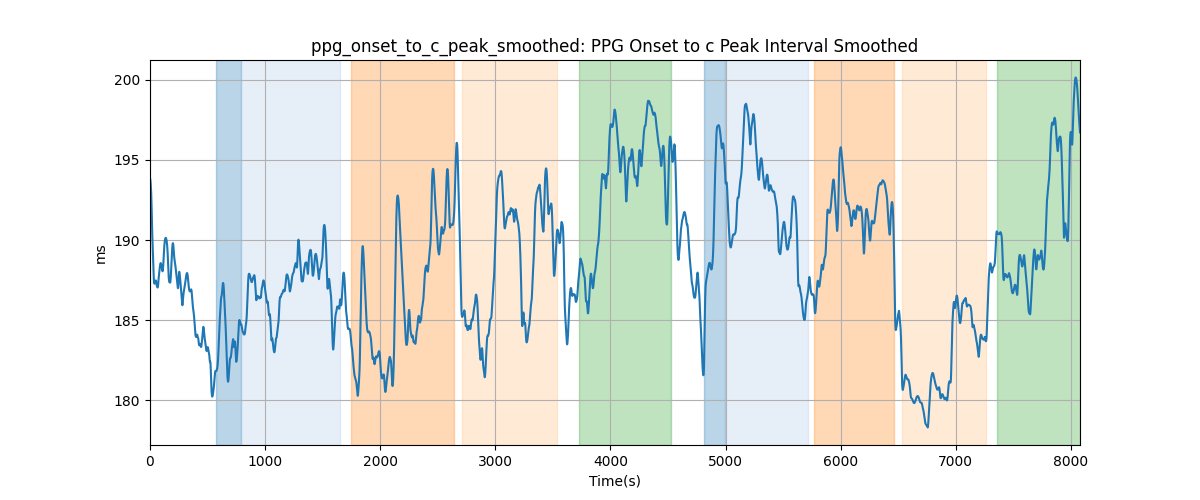 ppg_onset_to_c_peak_smoothed: PPG Onset to c Peak Interval Smoothed
200
195
190
185
180
ms
0 1000 2000 3000 4000 5000 6000 7000 8000
Time(s)